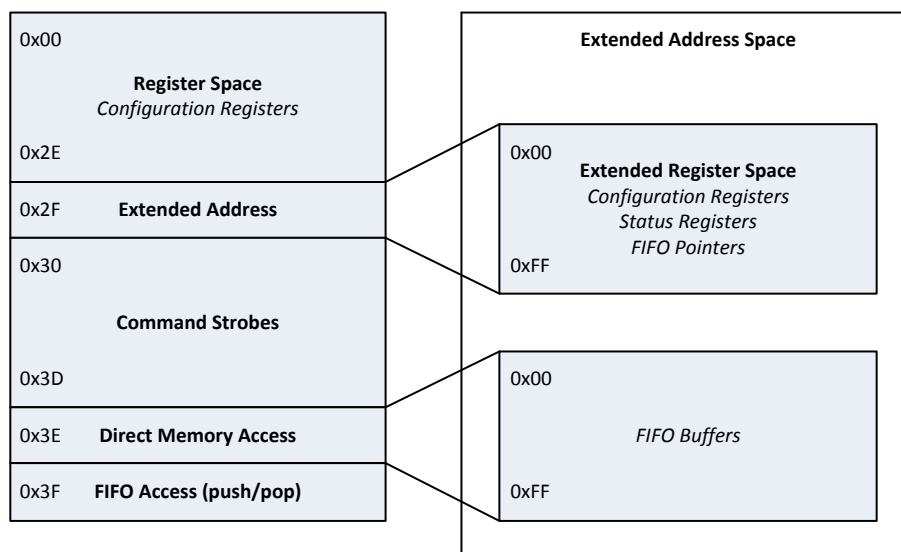 0x00
Register Space
Configuration Registers
0x2E
0x2F Extended Address
0x30
Command Strobes
0x3D
0x3E Direct Memory Access
0x3F FIFO Access (push/pop)
Extended Address Space
0x00
Extended Register Space
Configuration Registers
Status Registers
FIFO Pointers
0xFF
0x00
FIFO Buffers
0xFF